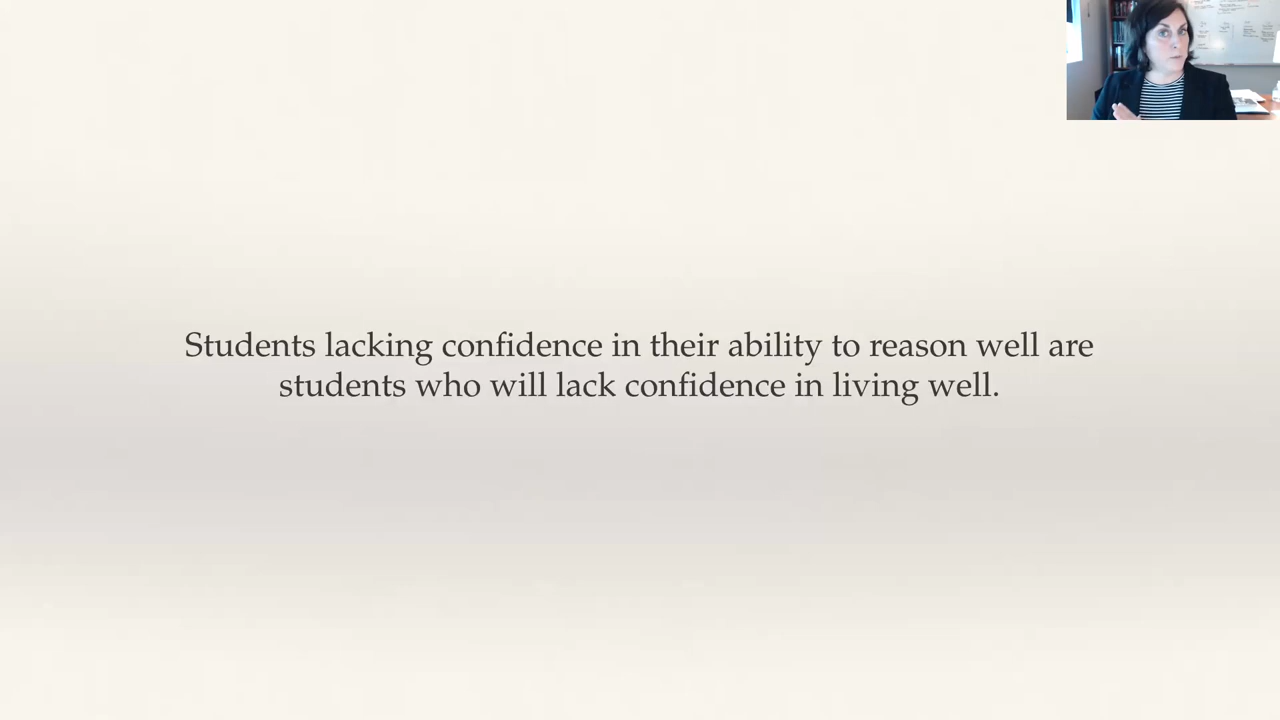 Students lacking confidence in their ability to reason well are
students who will lack confidence in living well.